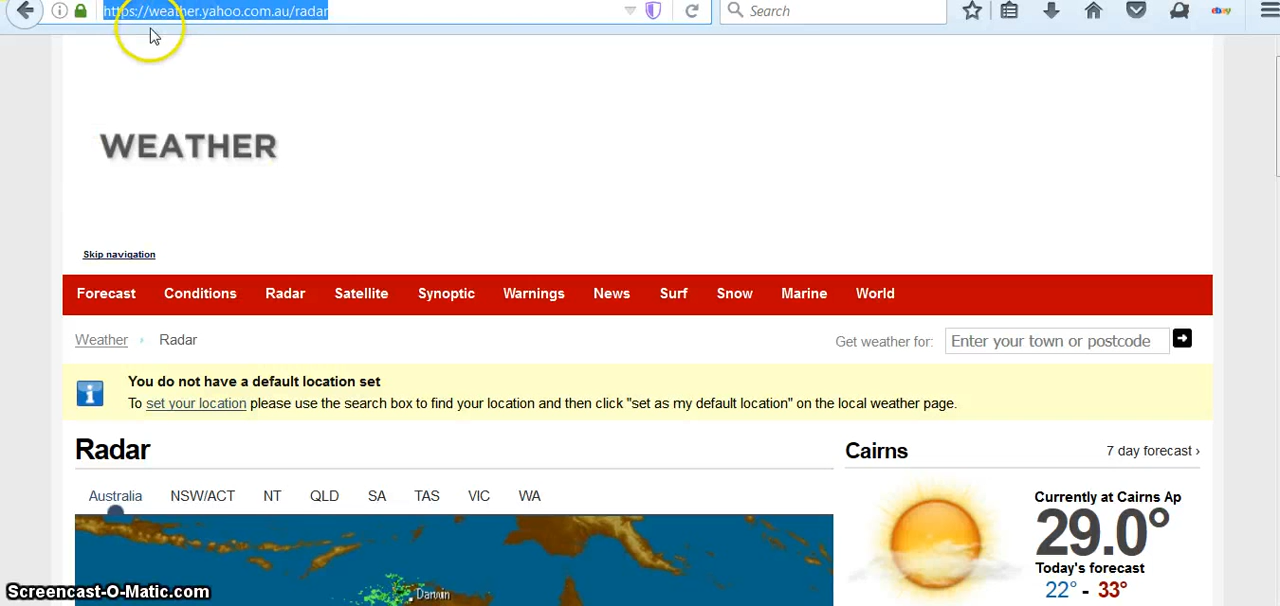 https://weather.yahoo.com.au/radar
Search
ebay
WEATHER
Skip navigation
Forecast Conditions Radar Satellite Synoptic Warnings News Surf Snow Marine World
Weather Radar
Get weather for: Enter your town or postcode
You do not have a default location set
To set your location please use the search box to find your location and then click "set as my default location" on the local weather page.
Radar
Cairns
7 day forecast ›
Australia NSW/ACT NT QLD SA TAS VIC WA
Currently at Cairns Ap
29.0°
Today's forecast
22° - 33°
Darwin
Screencast-O-Matic.com